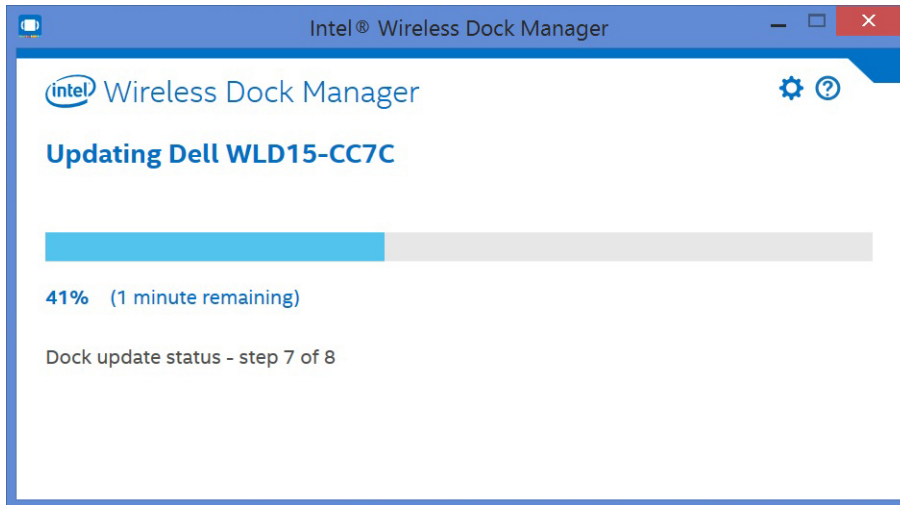 Intel® Wireless Dock Manager
intel Wireless Dock Manager
Updating Dell WLD15-CC7C
41% (1 minute remaining)
Dock update status - step 7 of 8